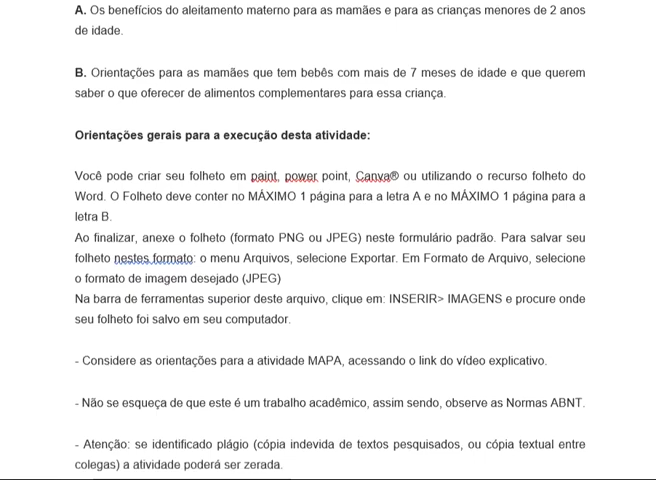 A. Os benefícios do aleitamento materno para as mamães e para as crianças menores de 2 anos
de idade.
B. Orientações para as mamães que tem bebês com mais de 7 meses de idade e que querem
saber o que oferecer de alimentos complementares para essa criança.
Orientações gerais para a execução desta atividade:
Você pode criar seu folheto em paint, power point, Canva® ou utilizando o recurso folheto do
Word. O Folheto deve conter no MÁXIMO 1 página para a letra A e no MÁXIMO 1 página para a
letra B.
Ao finalizar, anexe o folheto (formato PNG ou JPEG) neste formulário padrão. Para salvar seu
folheto nestes formato: o menu Arquivos, selecione Exportar. Em Formato de Arquivo, selecione
o formato de imagem desejado (JPEG)
Na barra de ferramentas superior deste arquivo, clique em: INSERIR> IMAGENS e procure onde
seu folheto foi salvo em seu computador.
- Considere as orientações para a atividade MAPA, acessando o link do vídeo explicativo.
- Não se esqueça de que este é um trabalho acadêmico, assim sendo, observe as Normas ABNT.
- Atenção: se identificado plágio (cópia indevida de textos pesquisados, ou cópia textual entre
colegas) a atividade poderá ser zerada.